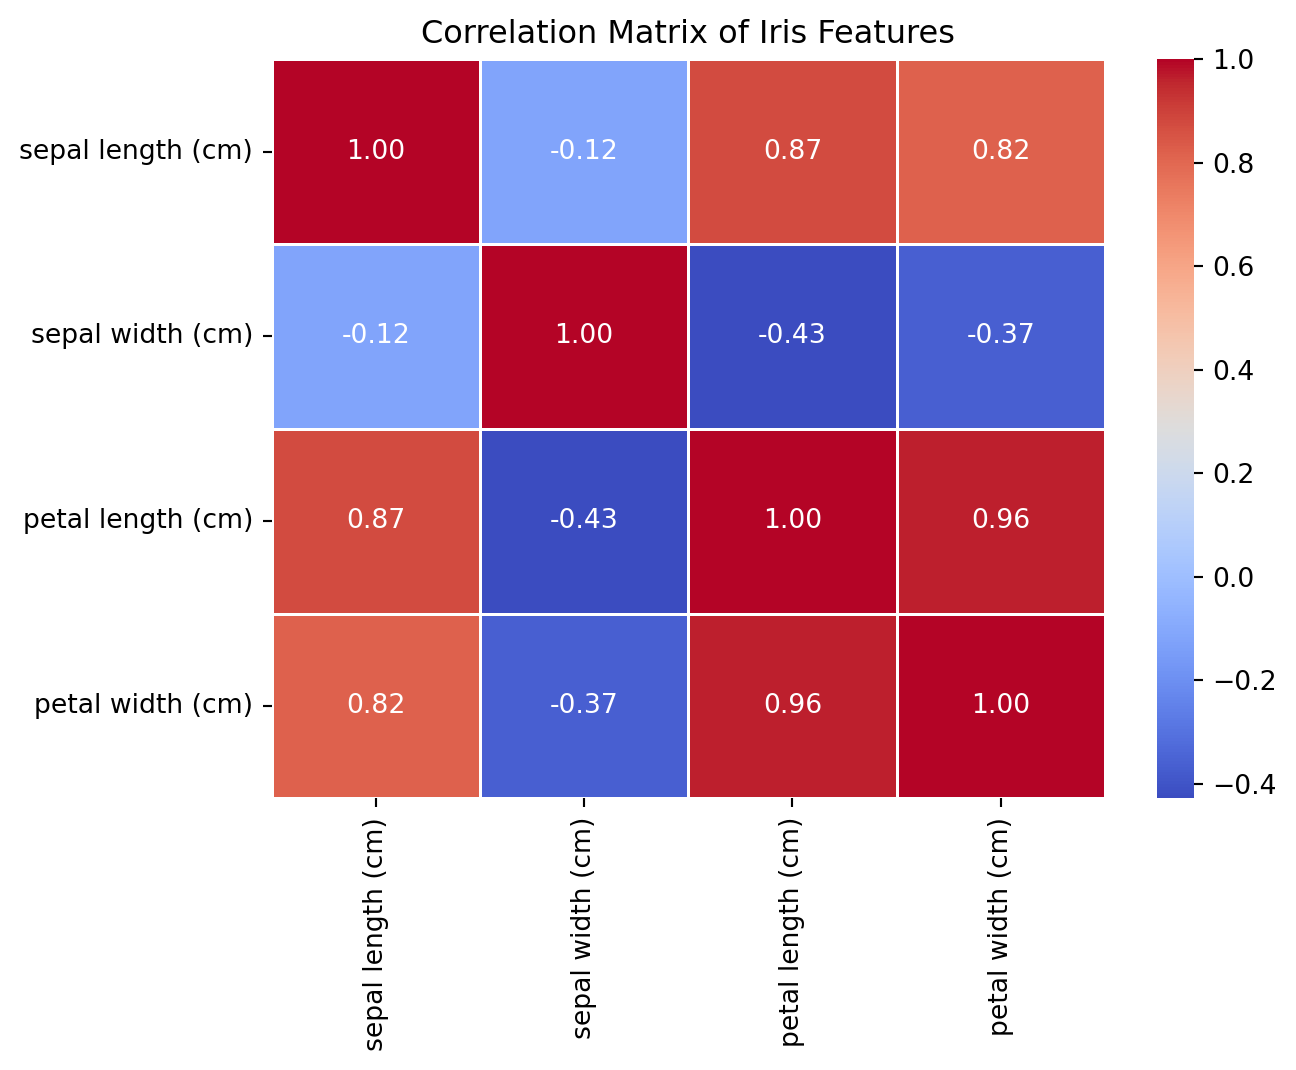 Correlation Matrix of Iris Features
sepal length (cm)
1.00 -0.12 0.87 0.82
sepal width (cm)
-0.12 1.00 -0.43 -0.37
petal length (cm)
0.87 -0.43 1.00 0.96
petal width (cm)
0.82 -0.37 0.96 1.00
sepal length (cm)
sepal width (cm)
petal length (cm)
petal width (cm)
1.0
0.8
0.6
0.4
0.2
0.0
−0.2
−0.4